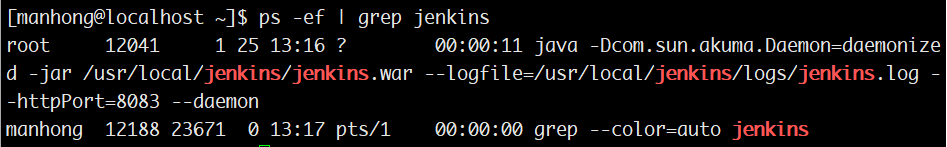 [manhong@localhost ~]$ ps -ef | grep jenkins
root     12041     1 25 13:16 ?        00:00:11 java -Dcom.sun.akuma.Daemon=daemonize
d -jar /usr/local/jenkins/jenkins.war --logfile=/usr/local/jenkins/logs/jenkins.log -
-httpPort=8083 --daemon
manhong  12188 23671  0 13:17 pts/1    00:00:00 grep --color=auto jenkins